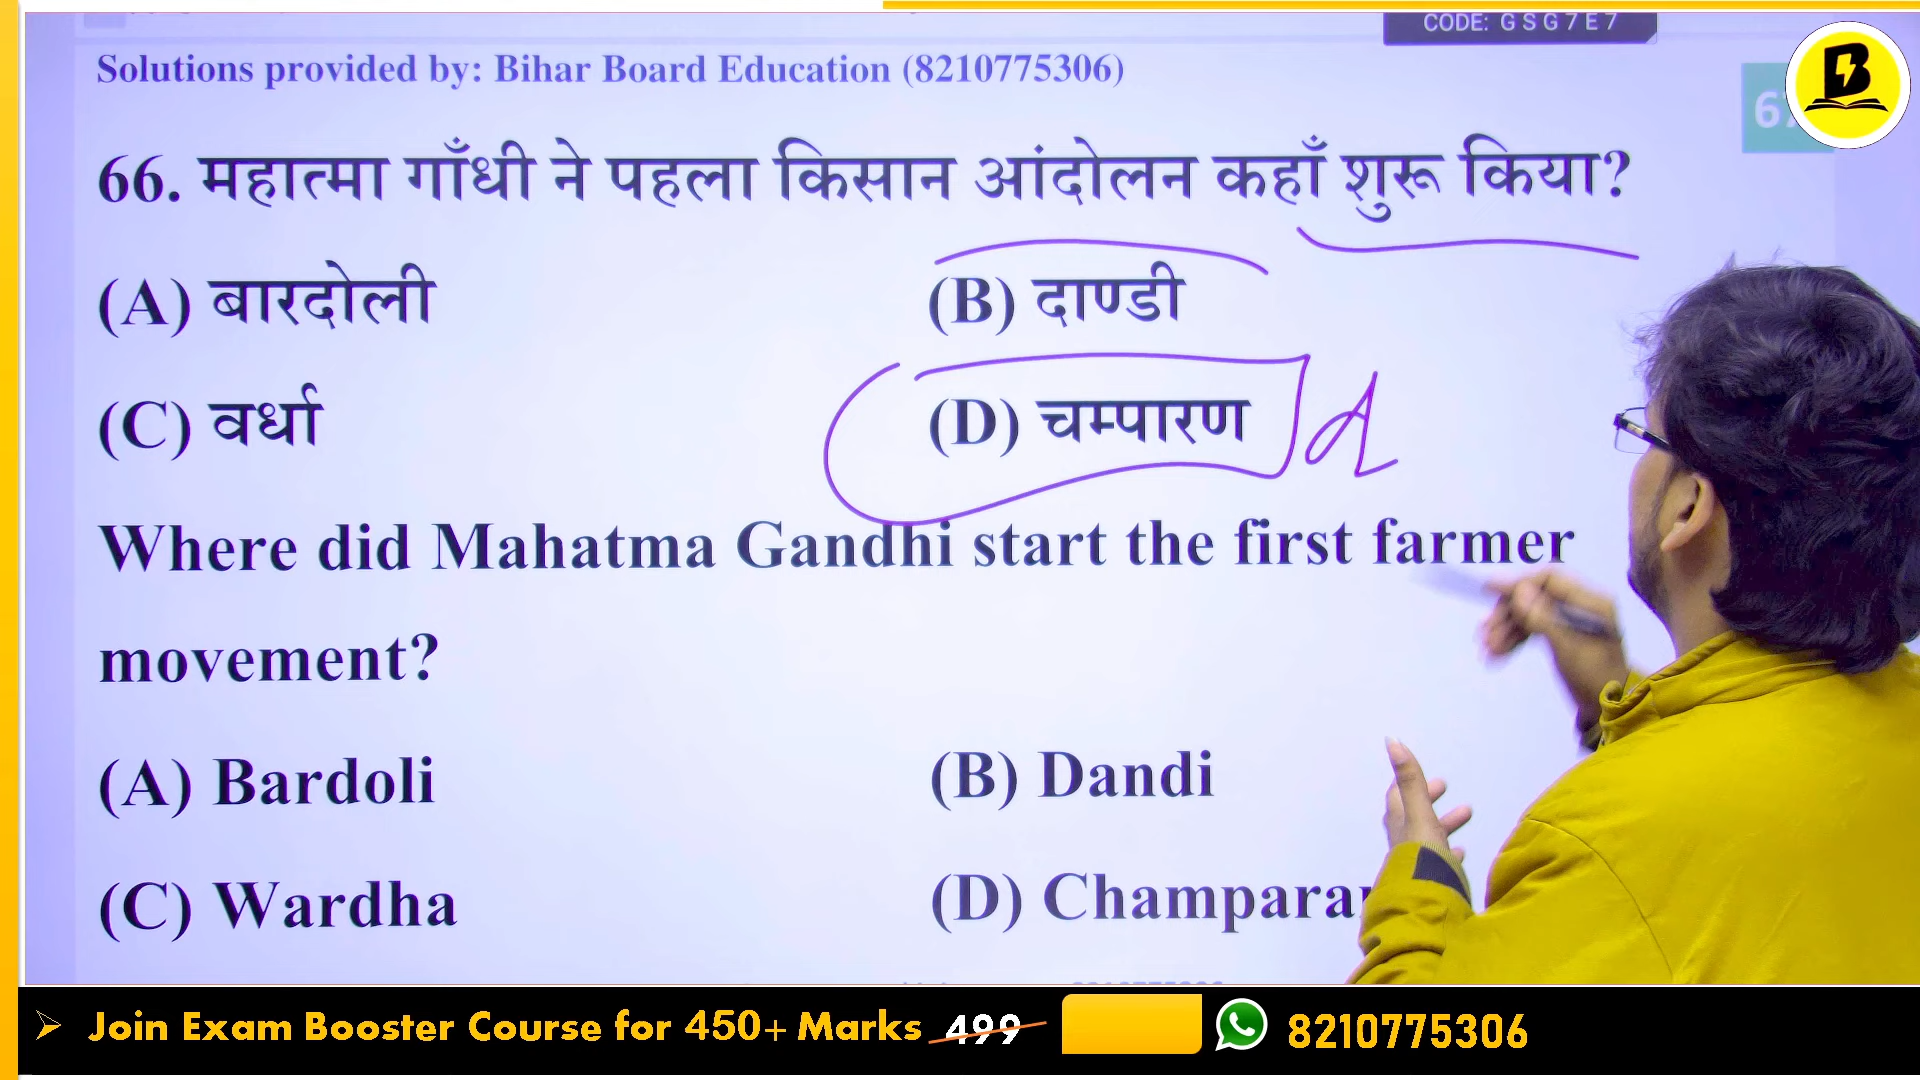 CODE: GSG7E7
Solutions provided by: Bihar Board Education (8210775306)
66. महात्मा गाँधी ने पहला किसान आंदोलन कहाँ शुरू किया?
(A) बारदोली (B) दाण्डी
(C) वर्धा (D) चम्पारण
Where did Mahatma Gandhi start the first farmer
movement?
(A) Bardoli (B) Dandi
(C) Wardha (D)
➢ Join Exam Booster Course for 450+ Marks 499 8210775306